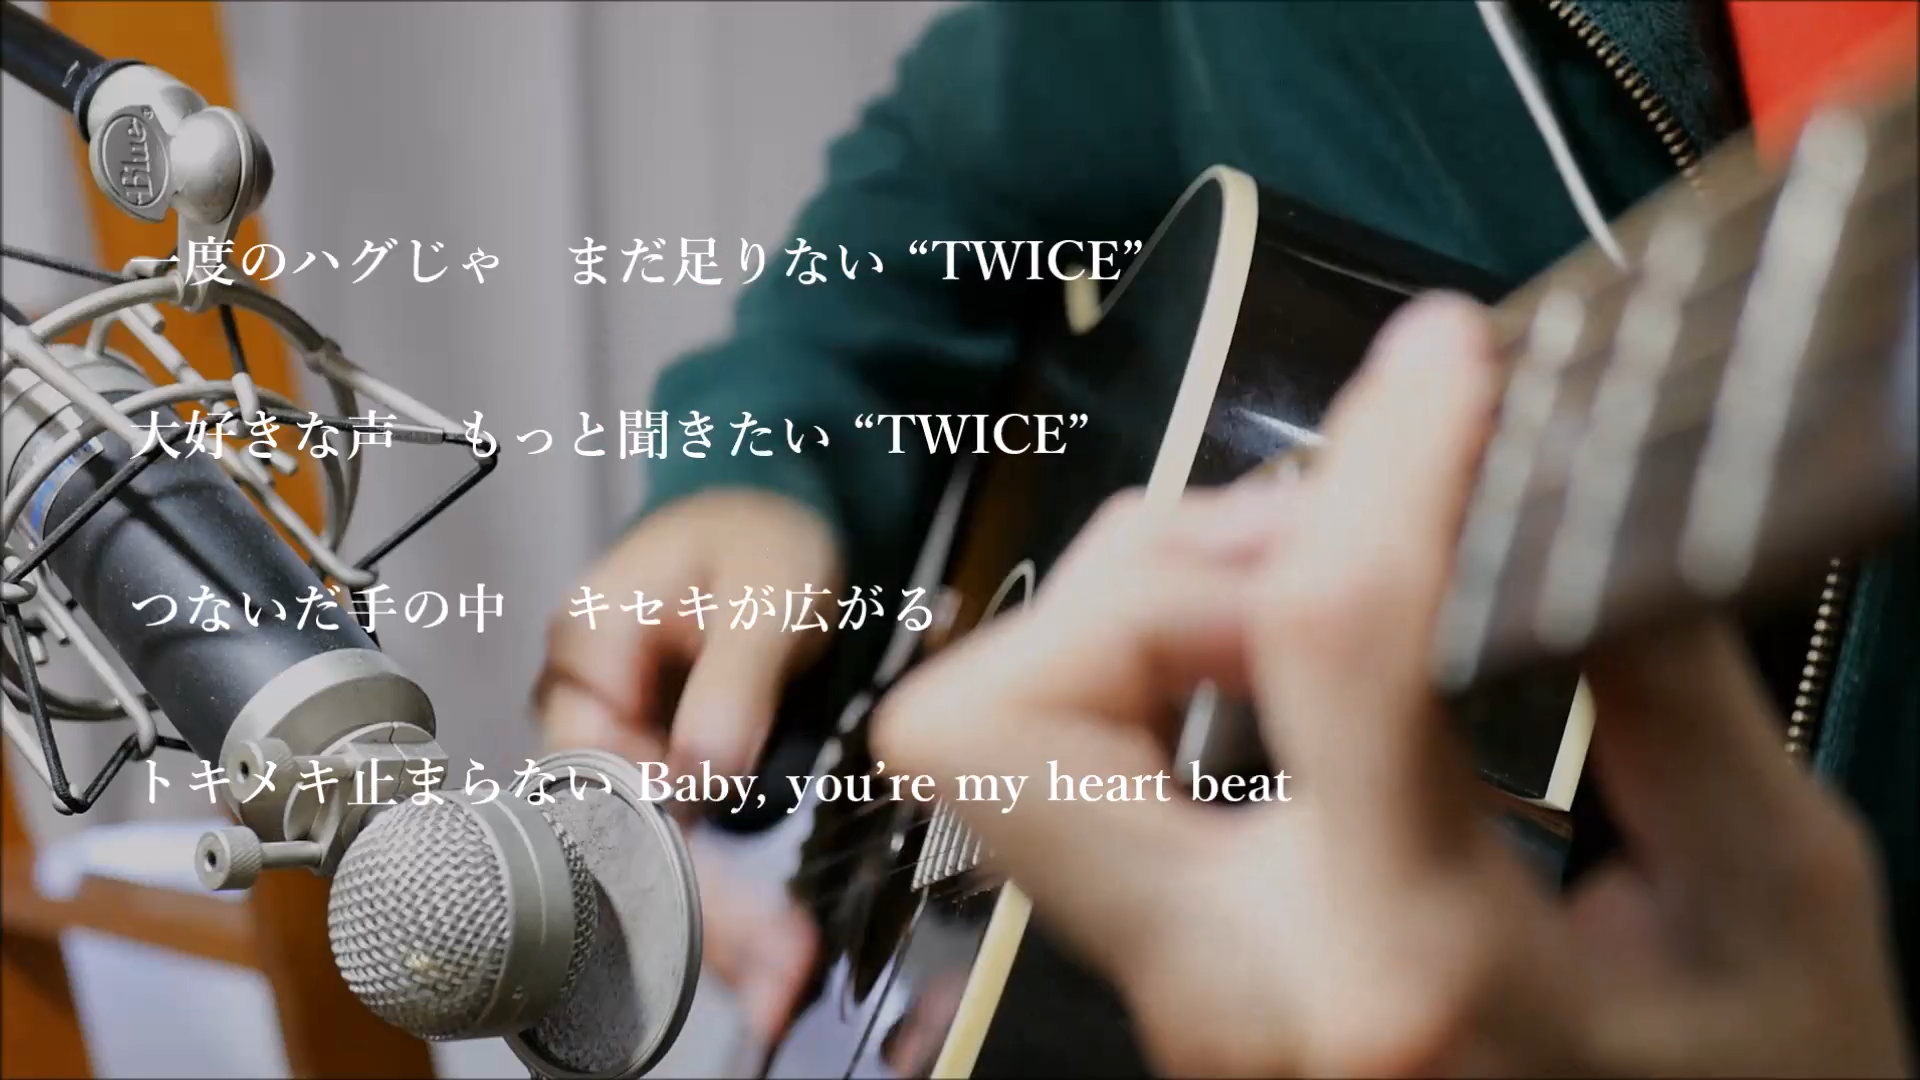 Blue
一度のハグじゃ　まだ足りない “TWICE”
大好きな声　もっと聞きたい “TWICE”
つないだ手の中　キセキが広がる
トキメキ止まらない Baby, you’re my heart beat